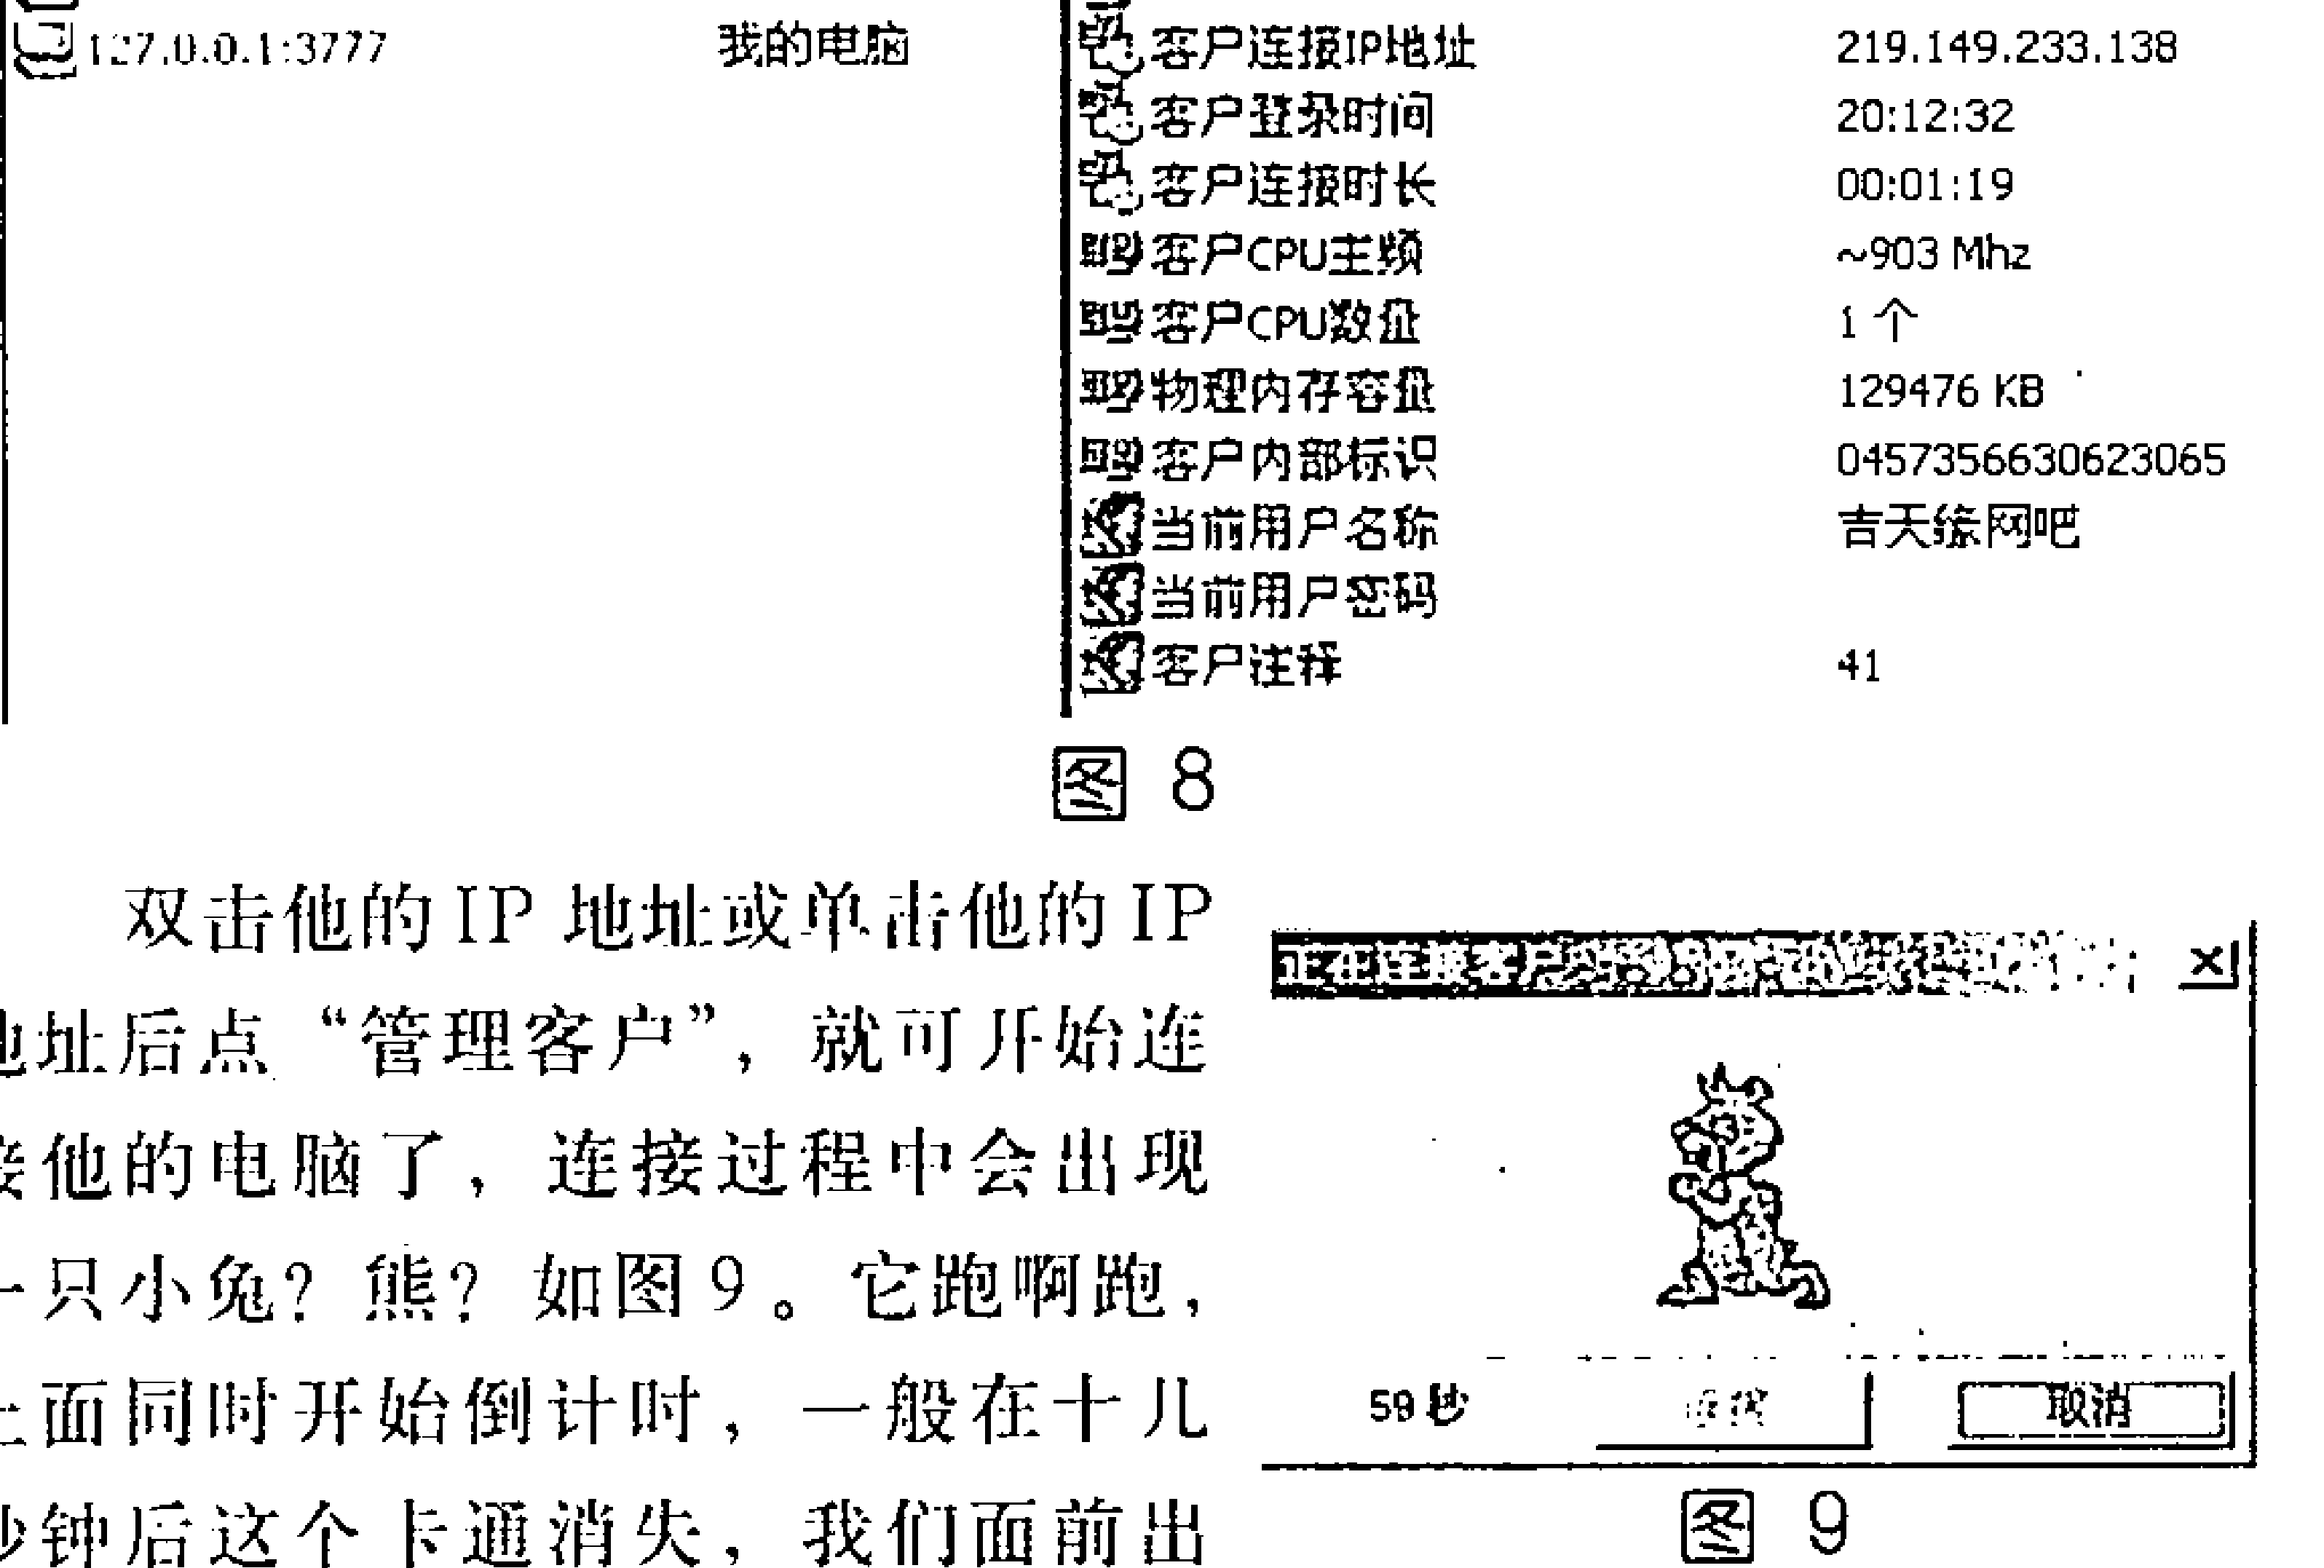 127.0.0.1:3777 我的电脑
客户连接IP地址 219.149.233.138
客户登录时间 20:12:32
客户连接时长 00:01:19
客户CPU主频 ~903 Mhz
客户CPU数量 1 个
物理内存容量 129476 KB
客户内部标识 0457356630623065
当前用户名称 吉天缘网吧
当前用户密码
客户注释 41
图 8
双击他的 IP 地址或单击他的 IP
地址后点“管理客户”，就可开始连
接他的电脑了，连接过程中会出现
一只小兔？熊？如图 9。它跑啊跑，
上面同时开始倒计时，一般在十几
秒钟后这个卡通消失，我们面前出
正在连接客户
59 秒
取消
图 9